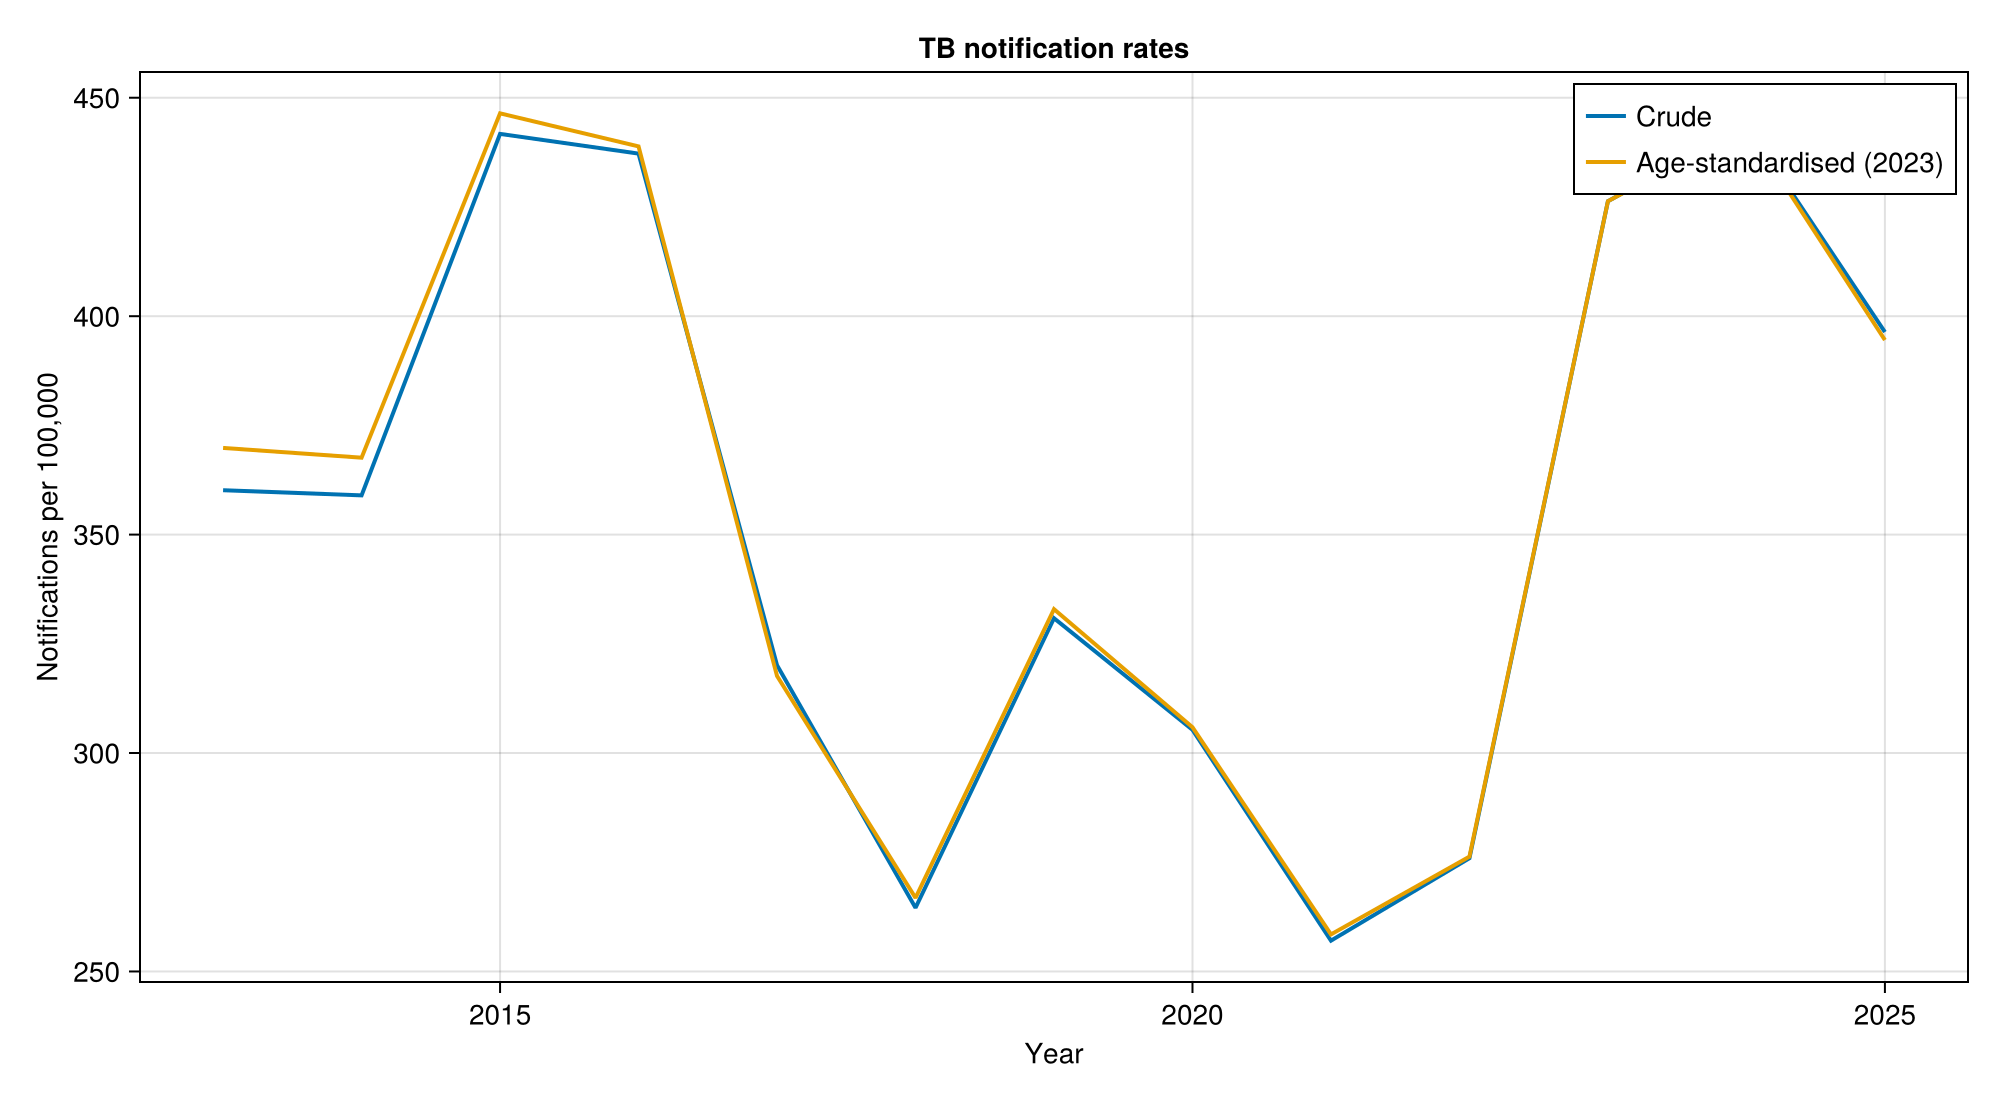 TB notification rates
450
400
350
300
250
Notifications per 100,000
Crude
Age-standardised (2023)
2015
2020
2025
Year